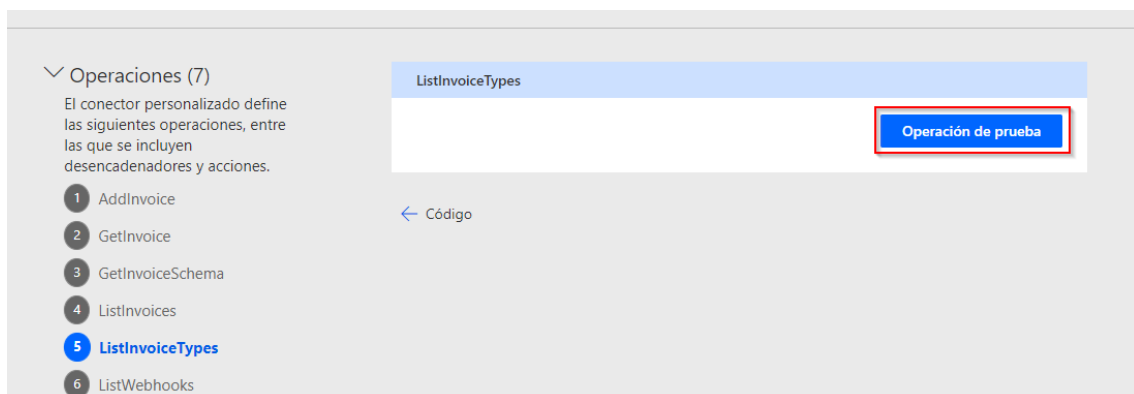 Operaciones (7)
El conector personalizado define
las siguientes operaciones, entre
las que se incluyen
desencadenadores y acciones.
1 AddInvoice
2 GetInvoice
3 GetInvoiceSchema
4 ListInvoices
5 ListInvoiceTypes
6 ListWebhooks
ListInvoiceTypes
Operación de prueba
Código